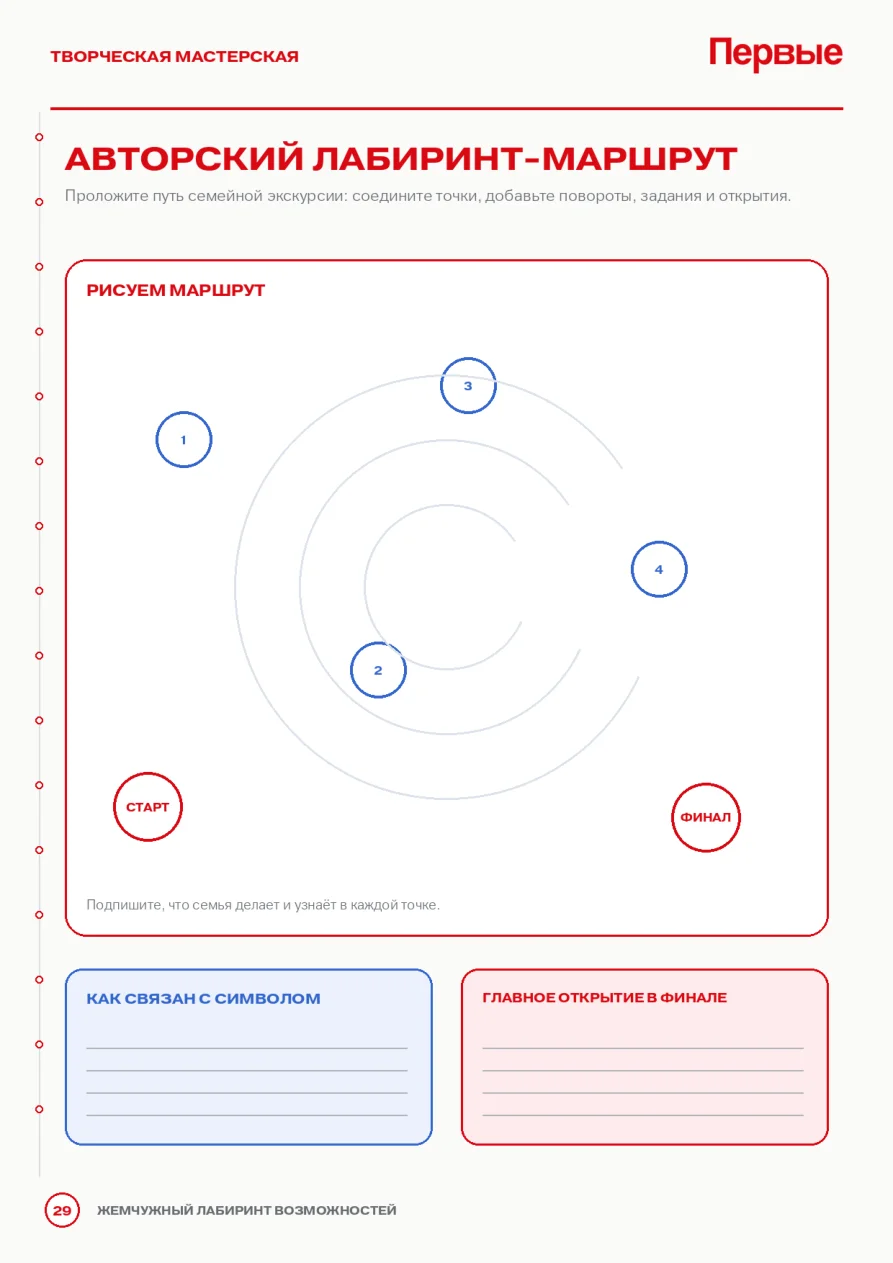 ТВОРЧЕСКАЯ МАСТЕРСКАЯ
Первые
АВТОРСКИЙ ЛАБИРИНТ-МАРШРУТ
Проложите путь семейной экскурсии: соедините точки, добавьте повороты, задания и открытия.
РИСУЕМ МАРШРУТ
3
1
4
2
СТАРТ
ФИНАЛ
Подпишите, что семья делает и узнаёт в каждой точке.
КАК СВЯЗАН С СИМВОЛОМ
ГЛАВНОЕ ОТКРЫТИЕ В ФИНАЛЕ
29
ЖЕМЧУЖНЫЙ ЛАБИРИНТ ВОЗМОЖНОСТЕЙ